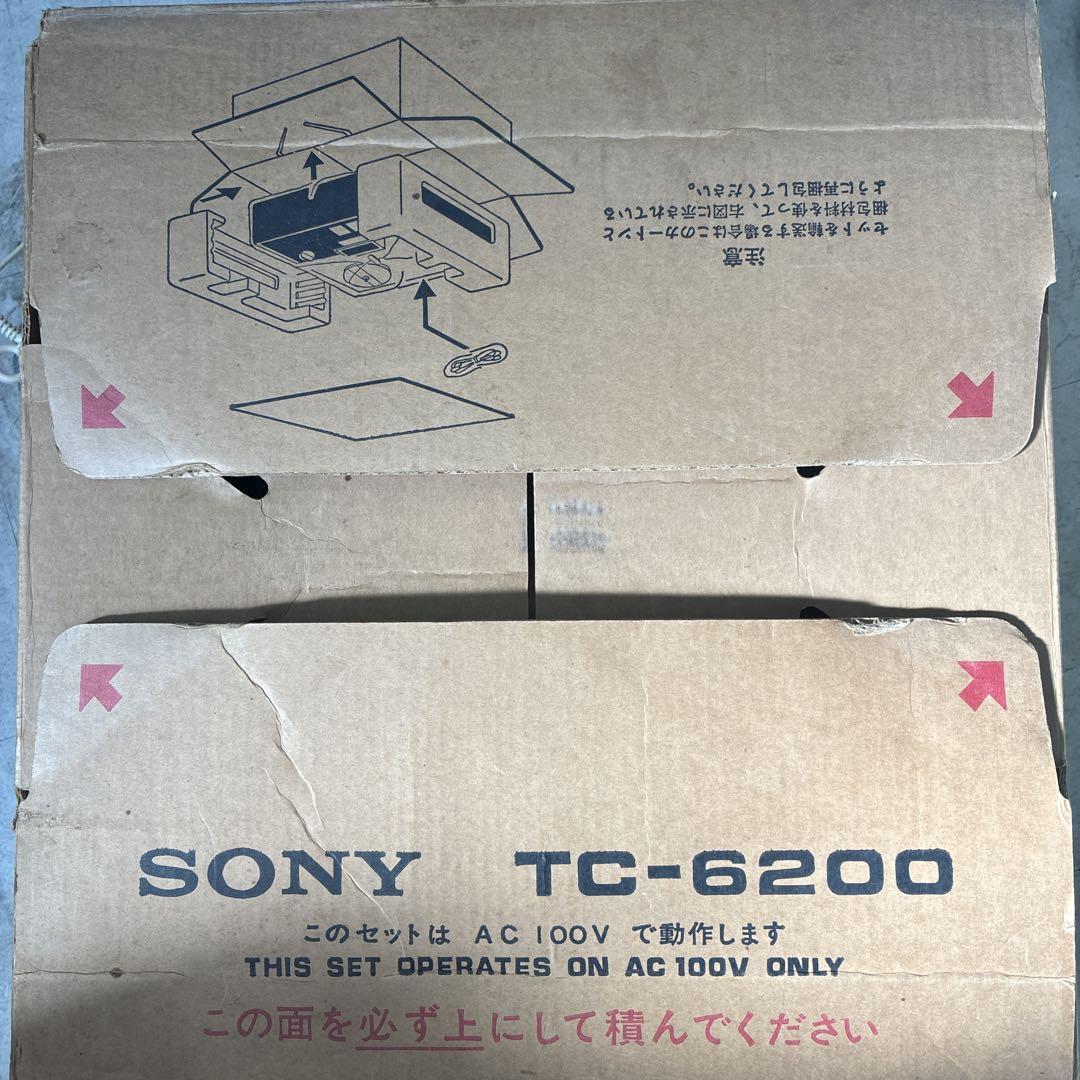 注意
セットを輸送する場合はこのカートンと
梱包材料を使って、右図に示されている
ように再梱包してください。
SONY TC-6200
このセットは AC 100V で動作します
THIS SET OPERATES ON AC 100V ONLY
この面を必ず上にして積んでください